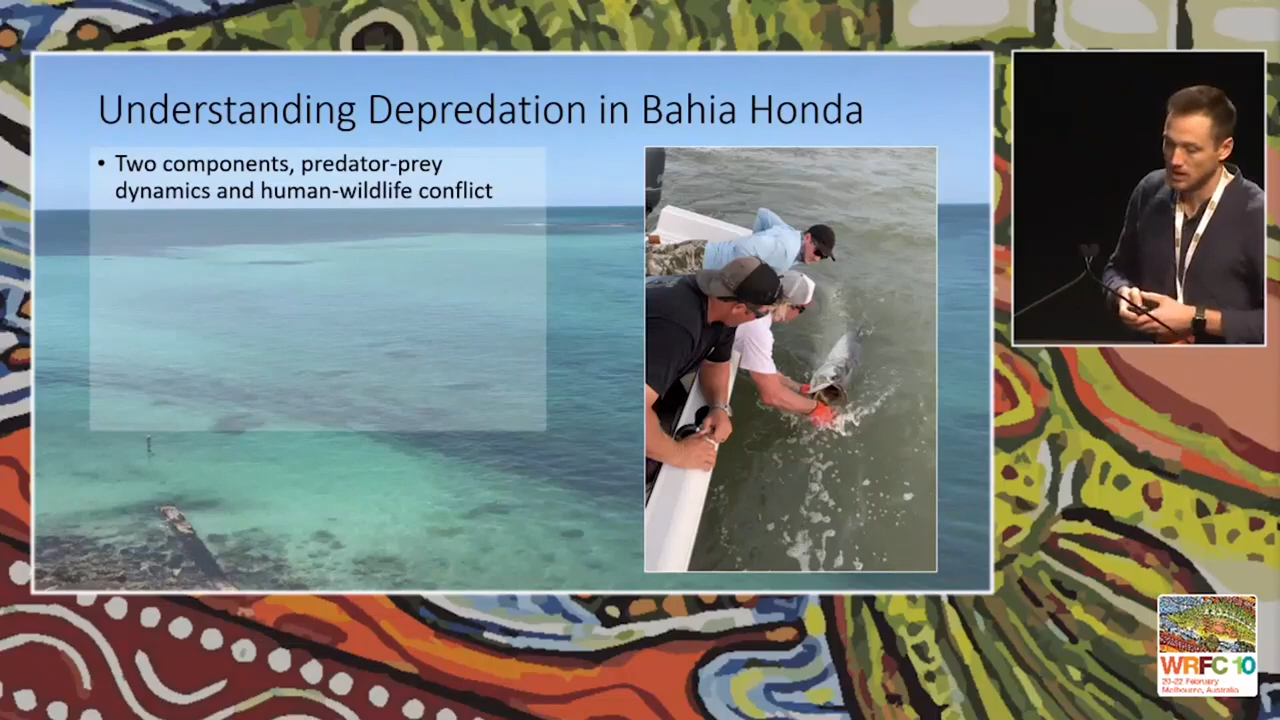 Understanding Depredation in Bahia Honda
• Two components, predator-prey
dynamics and human-wildlife conflict
WRFC 10
20-22 February
Melbourne, Australia